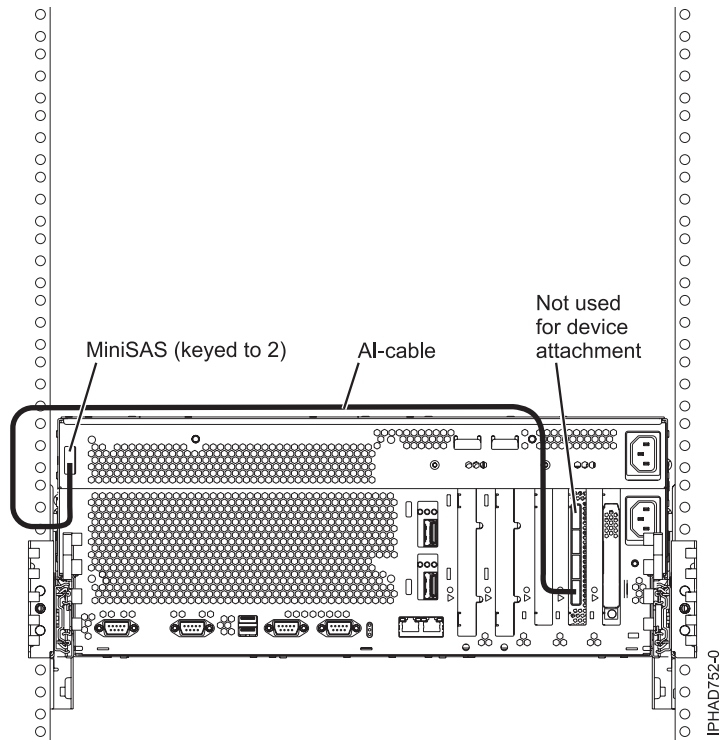 Not used
for device
attachment
MiniSAS (keyed to 2)
AI-cable
IPHAD752-0